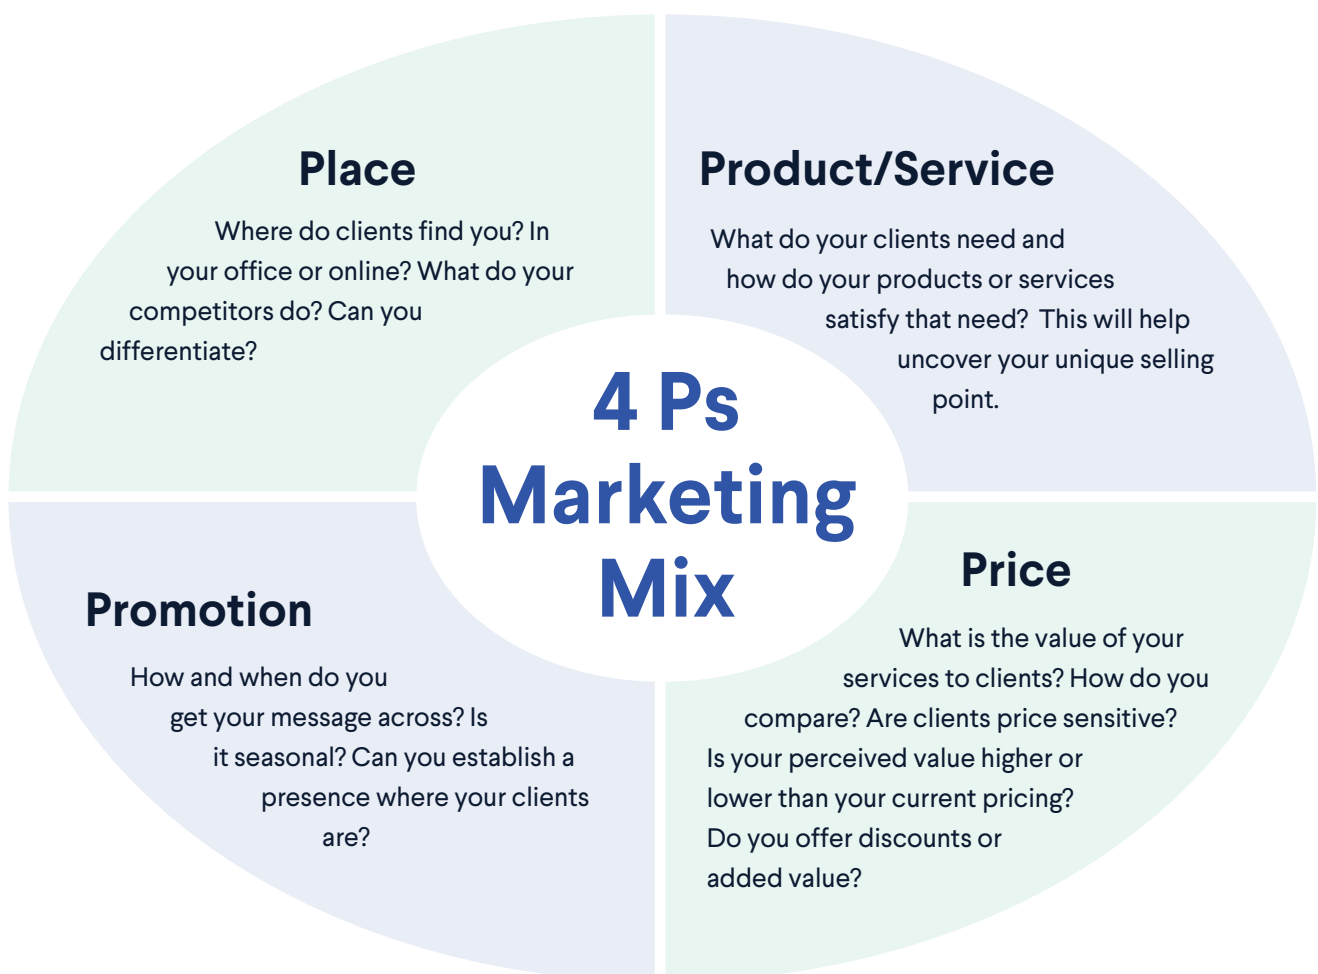 Place
Where do clients find you? In
your office or online? What do your
competitors do? Can you
differentiate?
Product/Service
What do your clients need and
how do your products or services
satisfy that need?  This will help
uncover your unique selling
point.
4 Ps
Marketing
Mix
Promotion
How and when do you
get your message across? Is
it seasonal? Can you establish a
presence where your clients
are?
Price
What is the value of your
services to clients? How do you
compare? Are clients price sensitive?
Is your perceived value higher or
lower than your current pricing?
Do you offer discounts or
added value?